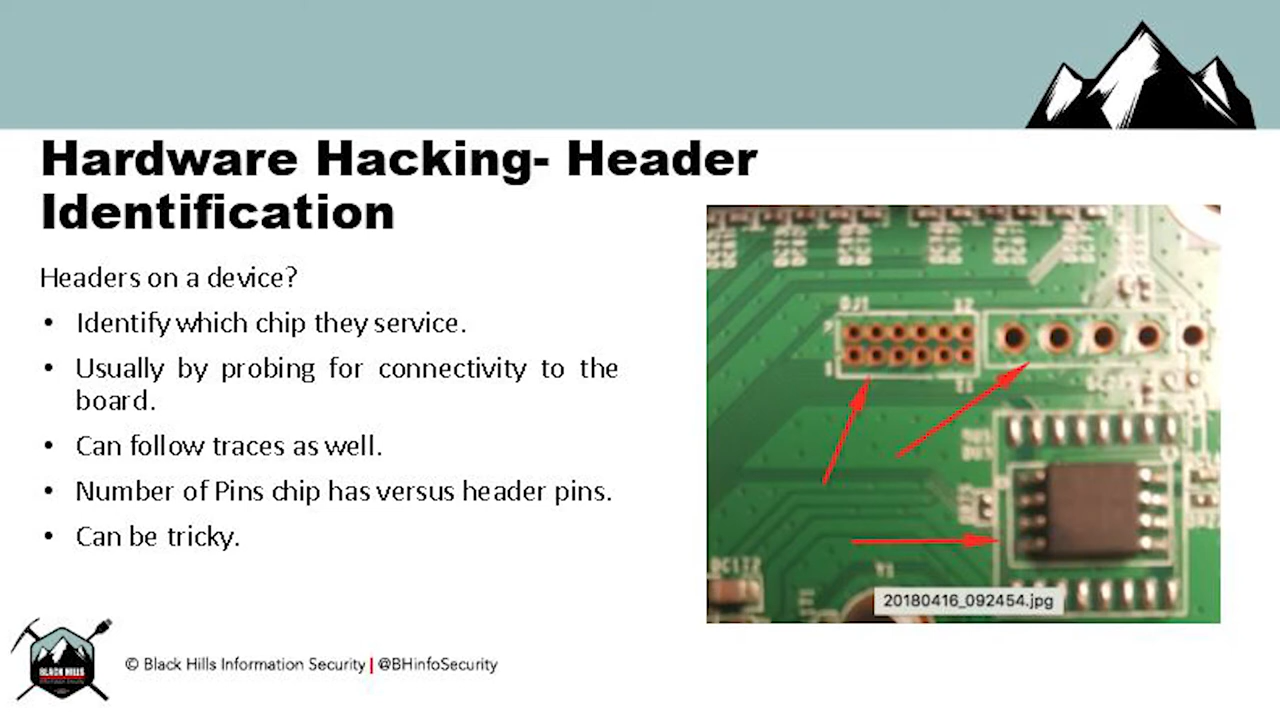 Hardware Hacking- Header
Identification
Headers on a device?
• Identify which chip they service.
• Usually by probing for connectivity to the
board.
• Can follow traces as well.
• Number of Pins chip has versus header pins.
• Can be tricky.
20180416_092454.jpg
BLACK HILLS
© Black Hills Information Security | @BHinfoSecurity